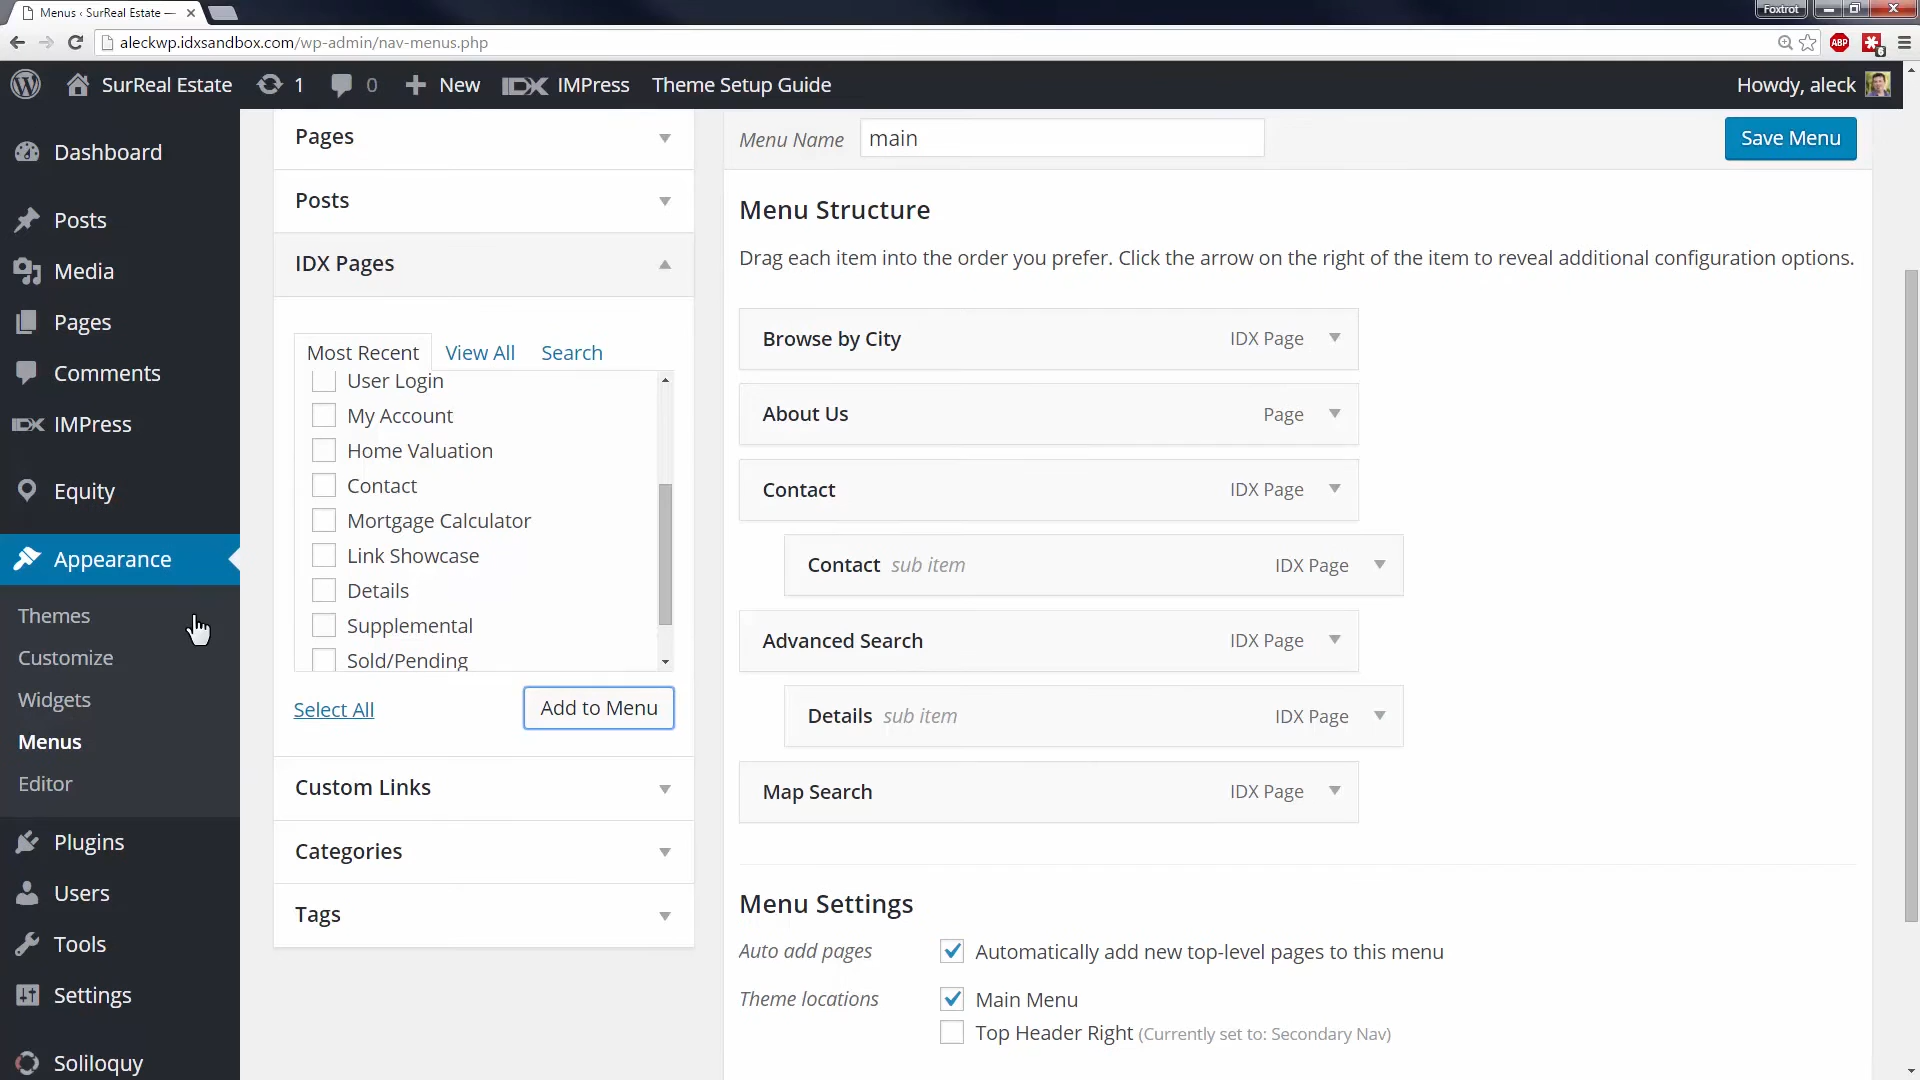 Menus ‹ SurReal Estate —
Foxtrot
aleckwp.idxsandbox.com/wp-admin/nav-menus.php
ABP
6
SurReal Estate
1
0
New
IDX IMPress
Theme Setup Guide
Howdy, aleck
Dashboard
Posts
Media
Pages
Comments
IDX IMPress
Equity
Appearance
Themes
Customize
Widgets
Menus
Editor
Plugins
Users
Tools
Settings
Soliloquy
Pages
Posts
IDX Pages
Most Recent
View All
Search
User Login
My Account
Home Valuation
Contact
Mortgage Calculator
Link Showcase
Details
Supplemental
Sold/Pending
Select All
Add to Menu
Custom Links
Categories
Tags
Menu Name
main
Save Menu
Menu Structure
Drag each item into the order you prefer. Click the arrow on the right of the item to reveal additional configuration options.
Browse by City IDX Page
About Us Page
Contact IDX Page
Contact sub item IDX Page
Advanced Search IDX Page
Details sub item IDX Page
Map Search IDX Page
Menu Settings
Auto add pages
Automatically add new top-level pages to this menu
Theme locations
Main Menu
Top Header Right (Currently set to: Secondary Nav)